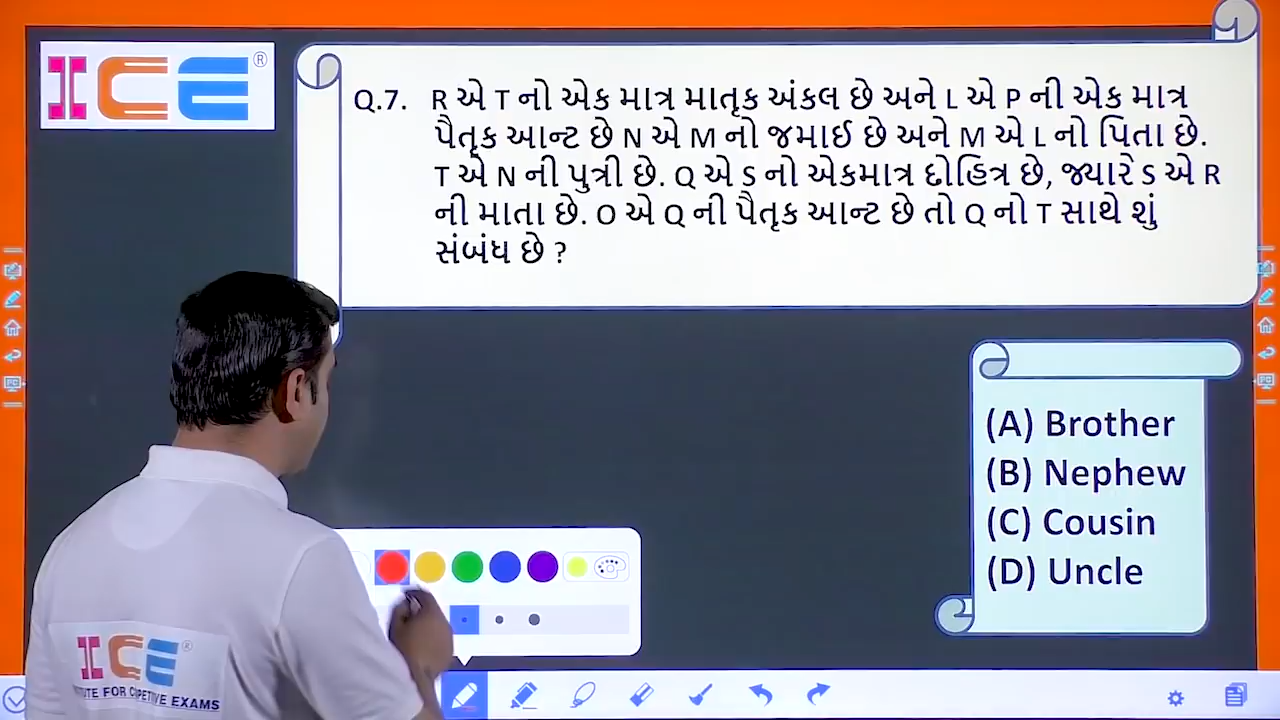 ICE®
Q.7. R એ T નો એક માત્ર માતૃક અંકલ છે અને L એ P ની એક માત્ર
પૈતૃક આન્ટ છે N એ M નો જમાઈ છે અને M એ L નો પિતા છે.
T એ N ની પુત્રી છે. Q એ S નો એકમાત્ર દોહિત્ર છે, જ્યારે S એ R
ની માતા છે. O એ Q ની પૈતૃક આન્ટ છે તો Q નો T સાથે શું
સંબંધ છે ?
(A) Brother
(B) Nephew
(C) Cousin
(D) Uncle
ICE®